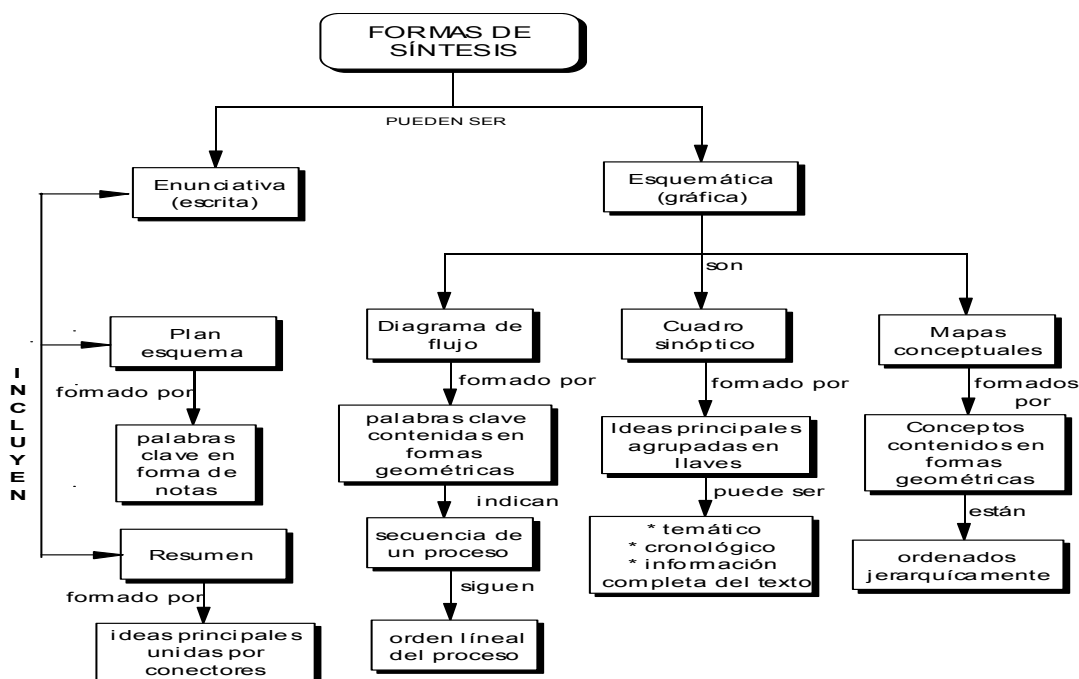 FORMAS DE
SÍNTESIS
PUEDEN SER
Enunciativa
(escrita)
Esquemática
(gráfica)
INCLUYEN
Plan
esquema
formado por
palabras
clave en
forma de
notas
Resumen
formado por
ideas principales
unidas por
conectores
son
Diagrama de
flujo
formado por
palabras clave
contenidas en
formas
geométricas
indican
secuencia de
un proceso
siguen
orden líneal
del proceso
Cuadro
sinóptico
formado por
Ideas principales
agrupadas en
llaves
puede ser
* temático
* cronológico
* información
completa del texto
Mapas
conceptuales
formados
por
Conceptos
contenidos en
formas
geométricas
están
ordenados
jerarquícamente